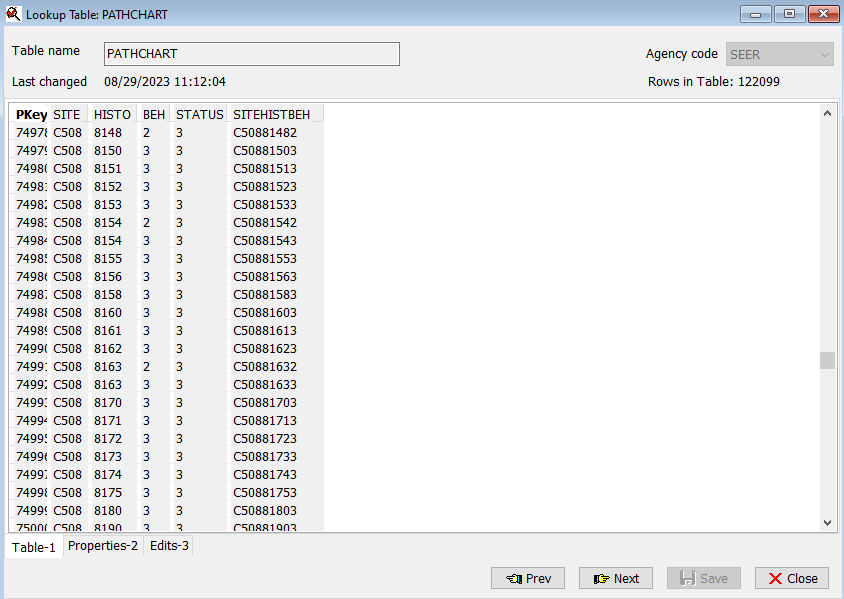 Lookup Table: PATHCHART
Table name PATHCHART Agency code SEER
Last changed 08/29/2023 11:12:04 Rows in Table: 122099
PKey SITE HISTO BEH STATUS SITEHISTBEH
74978 C508 8148 2 3 C50881482
74979 C508 8150 3 3 C50881503
74980 C508 8151 3 3 C50881513
74981 C508 8152 3 3 C50881523
74982 C508 8153 3 3 C50881533
74983 C508 8154 2 3 C50881542
74984 C508 8154 3 3 C50881543
74985 C508 8155 3 3 C50881553
74986 C508 8156 3 3 C50881563
74987 C508 8158 3 3 C50881583
74988 C508 8160 3 3 C50881603
74989 C508 8161 3 3 C50881613
74990 C508 8162 3 3 C50881623
74991 C508 8163 2 3 C50881632
74992 C508 8163 3 3 C50881633
74993 C508 8170 3 3 C50881703
74994 C508 8171 3 3 C50881713
74995 C508 8172 3 3 C50881723
74996 C508 8173 3 3 C50881733
74997 C508 8174 3 3 C50881743
74998 C508 8175 3 3 C50881753
74999 C508 8180 3 3 C50881803
75000 C508 8190 3 3 C50881903
Table-1 Properties-2 Edits-3
Prev Next Save Close